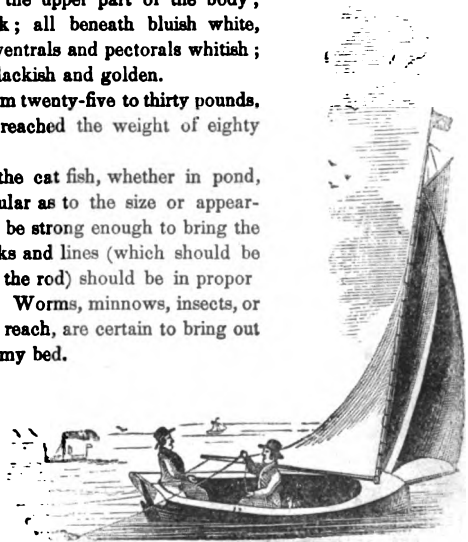 the upper part of the body ;
k ; all beneath bluish white,
ventrals and pectorals whitish ;
lackish and golden.
m twenty-five to thirty pounds,
reached the weight of eighty
the cat fish, whether in pond,
ular as to the size or appear-
be strong enough to bring the
ks and lines (which should be
the rod) should be in propor
Worms, minnows, insects, or
reach, are certain to bring out
my bed.